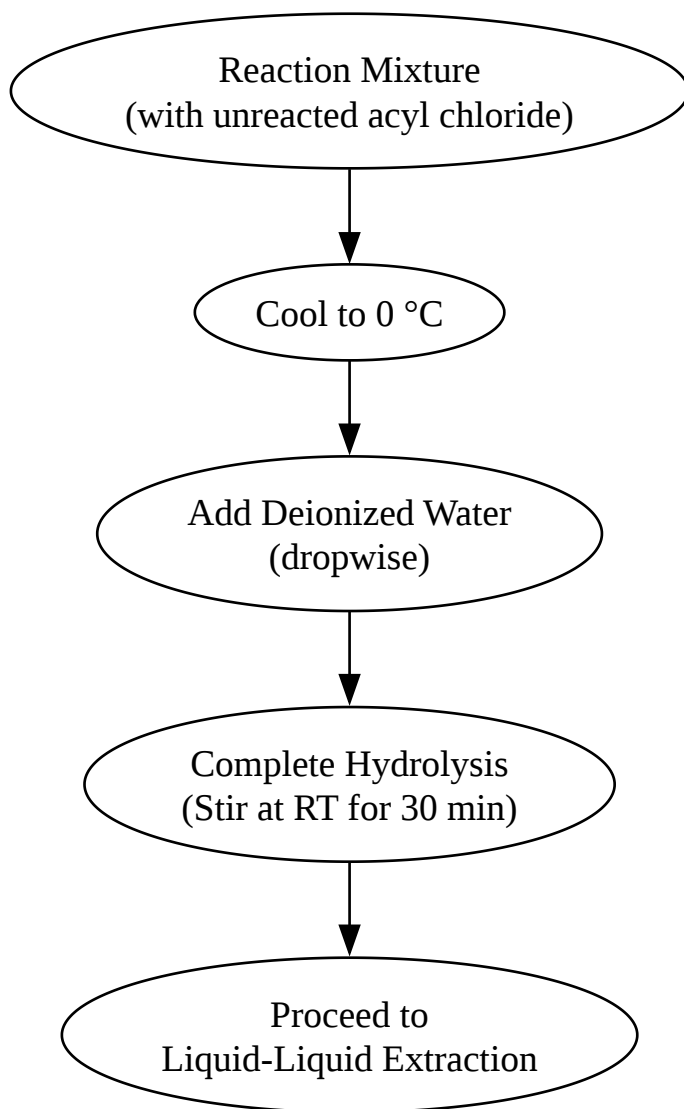 Reaction Mixture
(with unreacted acyl chloride)
Cool to 0 °C
Add Deionized Water
(dropwise)
Complete Hydrolysis
(Stir at RT for 30 min)
Proceed to
Liquid-Liquid Extraction